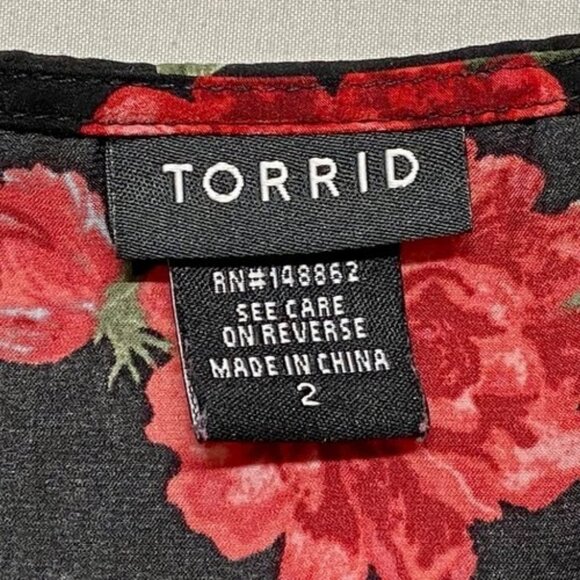 TORRID
RN#148862
SEE CARE
ON REVERSE
MADE IN CHINA
2